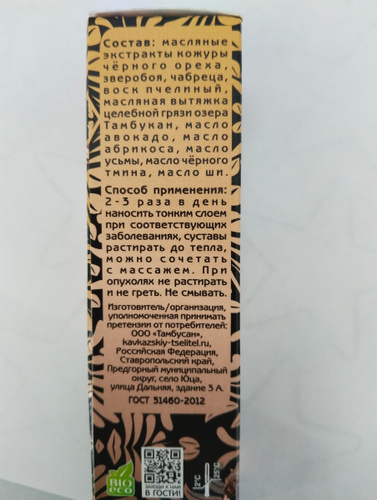 Состав: масляные
экстракты кожуры
чёрного ореха,
зверобоя, чабреца,
воск пчелиный,
масляная вытяжка
целебной грязи озера
Тамбукан, масло
авокадо, масло
абрикоса, масло
усьмы, масло чёрного
тмина, масло ши.
Способ применения:
2-3 раза в день
наносить тонким слоем
при соответствующих
заболеваниях, суставы
растирать до тепла,
можно сочетать
с массажем. При
опухолях не растирать
и не греть. Не смывать.
Изготовитель/организация,
уполномоченная принимать
претензии от потребителей:
ООО «Тамбусан»,
kavkazskiy-tselitel.ru,
Российская Федерация,
Ставропольский край,
Предгорный муниципальный
округ, село Юца,
улица Дальняя, здание 3 А.
ГОСТ 31460-2012
BIO
eco
ЗАХОДИ К НАМ
В ГОСТИ!
2°C
25°C